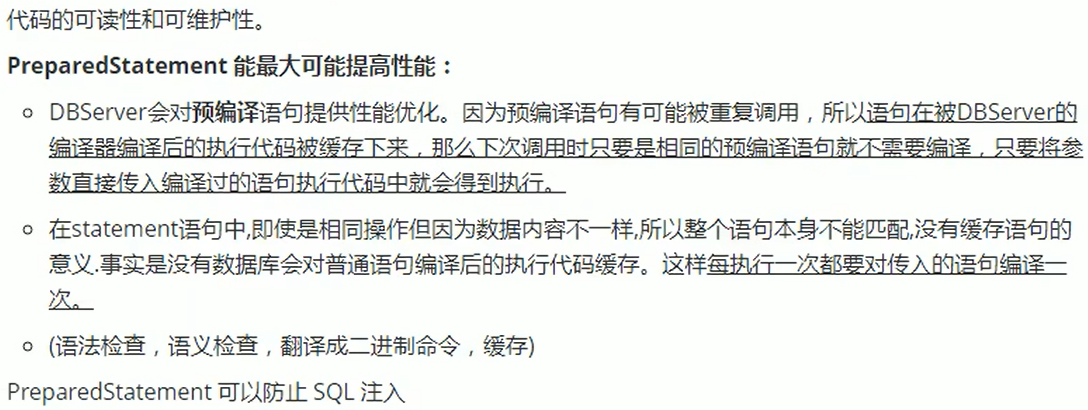 代码的可读性和可维护性。
PreparedStatement 能最大可能提高性能：
DBServer会对预编译语句提供性能优化。因为预编译语句有可能被重复调用，所以语句在被DBServer的
编译器编译后的执行代码被缓存下来，那么下次调用时只要是相同的预编译语句就不需要编译，只要将参
数直接传入编译过的语句执行代码中就会得到执行。
在statement语句中,即使是相同操作但因为数据内容不一样,所以整个语句本身不能匹配,没有缓存语句的
意义.事实是没有数据库会对普通语句编译后的执行代码缓存。这样每执行一次都要对传入的语句编译一
次。
(语法检查，语义检查，翻译成二进制命令，缓存)
PreparedStatement 可以防止 SQL 注入